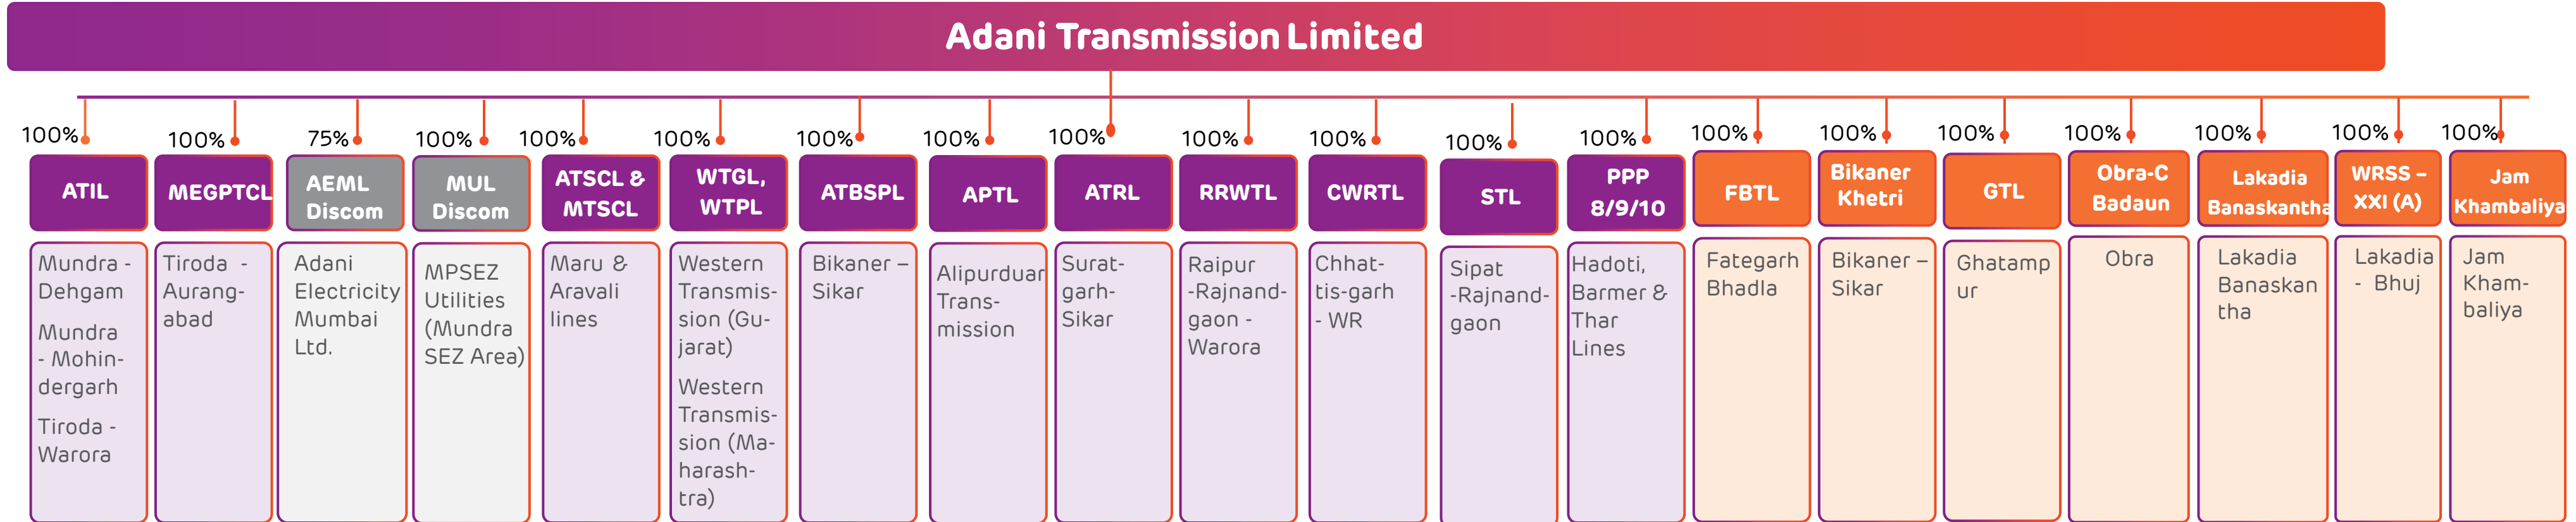 Adani Transmission Limited
100%
ATIL
Mundra -
Dehgam
Mundra
- Mohin-
dergarh
Tiroda -
Warora
100%
MEGPTCL
Tiroda -
Aurang-
abad
75%
AEML
Discom
Adani
Electricity
Mumbai
Ltd.
100%
MUL
Discom
MPSEZ
Utilities
(Mundra
SEZ Area)
100%
ATSCL &
MTSCL
Maru &
Aravali
lines
100%
WTGL,
WTPL
Western
Transmis-
sion (Gu-
jarat)
Western
Transmis-
sion (Ma-
harash-
tra)
100%
ATBSPL
Bikaner –
Sikar
100%
APTL
Alipurduar
Trans-
mission
100%
ATRL
Surat-
garh-
Sikar
100%
RRWTL
Raipur
-Rajnand-
gaon -
Warora
100%
CWRTL
Chhat-
tis-garh
- WR
100%
STL
Sipat
-Rajnand-
gaon
100%
PPP
8/9/10
Hadoti,
Barmer &
Thar
Lines
100%
FBTL
Fategarh
Bhadla
100%
Bikaner
Khetri
Bikaner –
Sikar
100%
GTL
Ghatamp
ur
100%
Obra-C
Badaun
Obra
100%
Lakadia
Banaskantha
Lakadia
Banaskan
tha
100%
WRSS –
XXI (A)
Lakadia
- Bhuj
100%
Jam
Khambaliya
Jam
Kham-
baliya